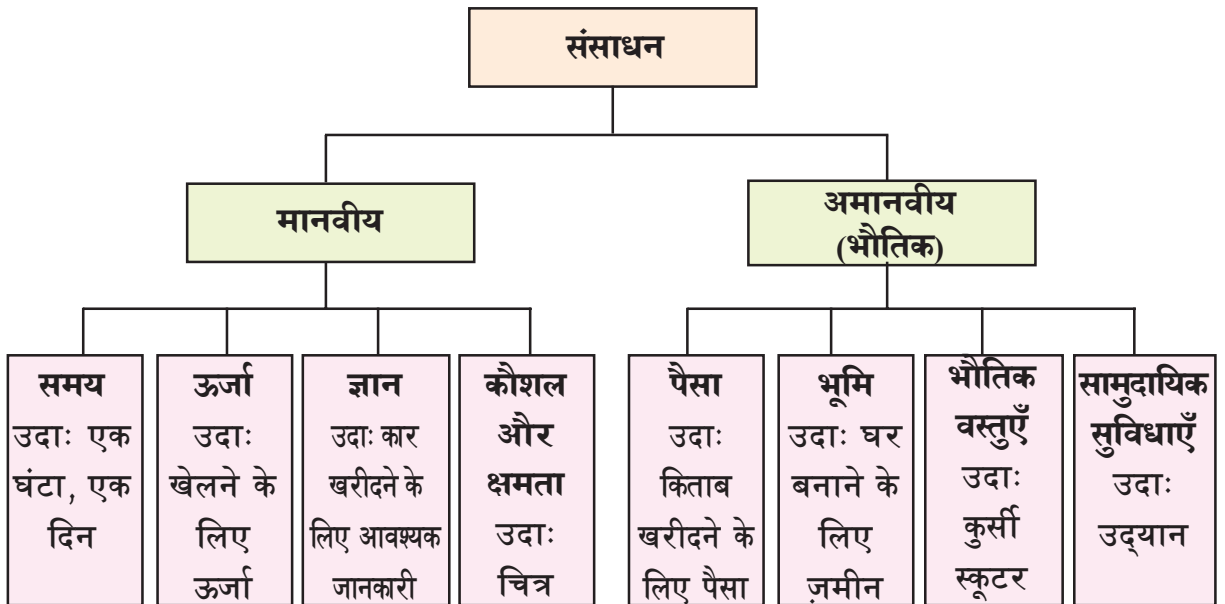 संसाधन
मानवीय
अमानवीय
(भौतिक)
समय
उदाः एक
घंटा, एक
दिन
ऊर्जा
उदाः
खेलने के
लिए
ऊर्जा
ज्ञान
उदाः कार
खरीदने के
लिए आवश्यक
जानकारी
कौशल
और
क्षमता
उदाः
चित्र
पैसा
उदाः
किताब
खरीदने के
लिए पैसा
भूमि
उदाः घर
बनाने के
लिए
ज़मीन
भौतिक
वस्तुएँ
उदाः
कुर्सी
स्कूटर
सामुदायिक
सुविधाएँ
उदाः
उद्‌यान